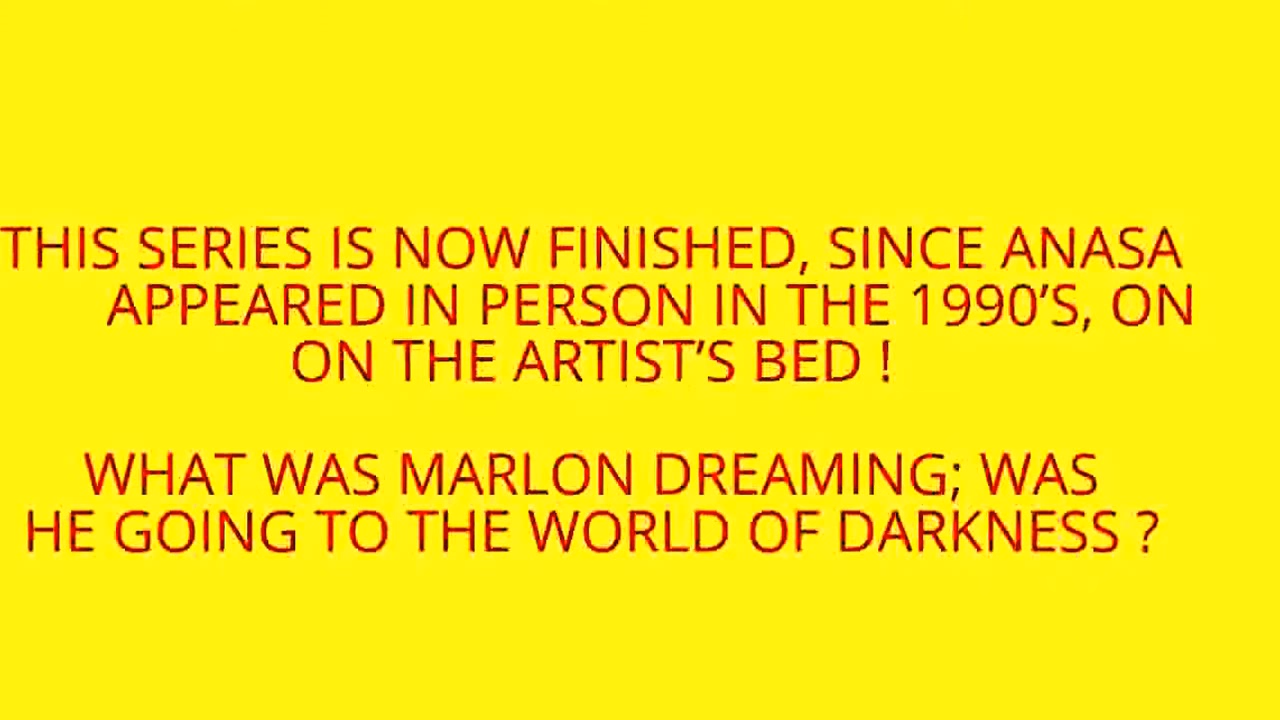 THIS SERIES IS NOW FINISHED, SINCE ANASA
APPEARED IN PERSON IN THE 1990’S, ON
ON THE ARTIST’S BED !
WHAT WAS MARLON DREAMING; WAS
HE GOING TO THE WORLD OF DARKNESS ?